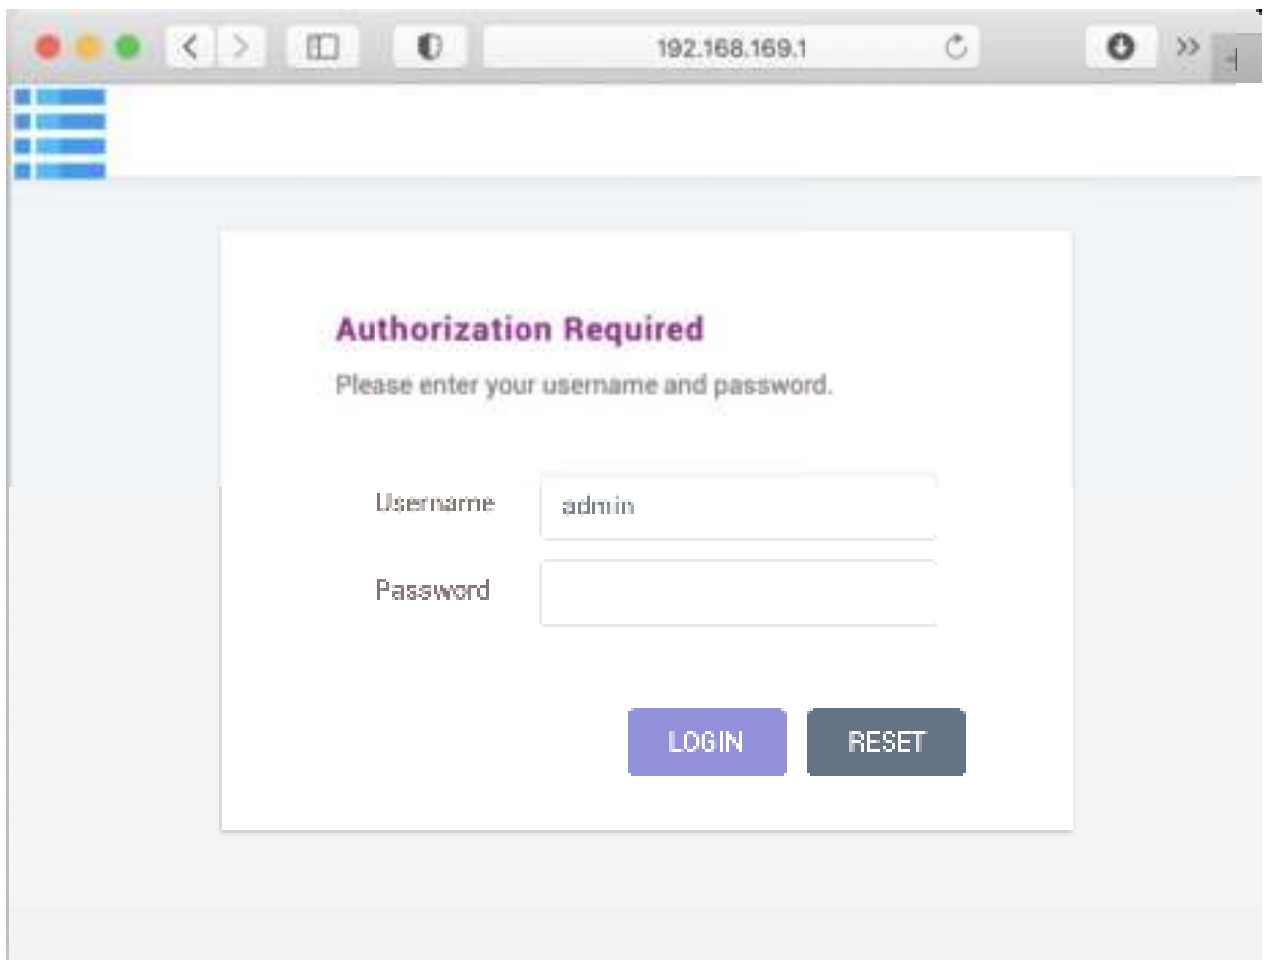 192.168.169.1
Authorization Required
Please enter your username and password.
Username admin
Password
LOGIN RESET